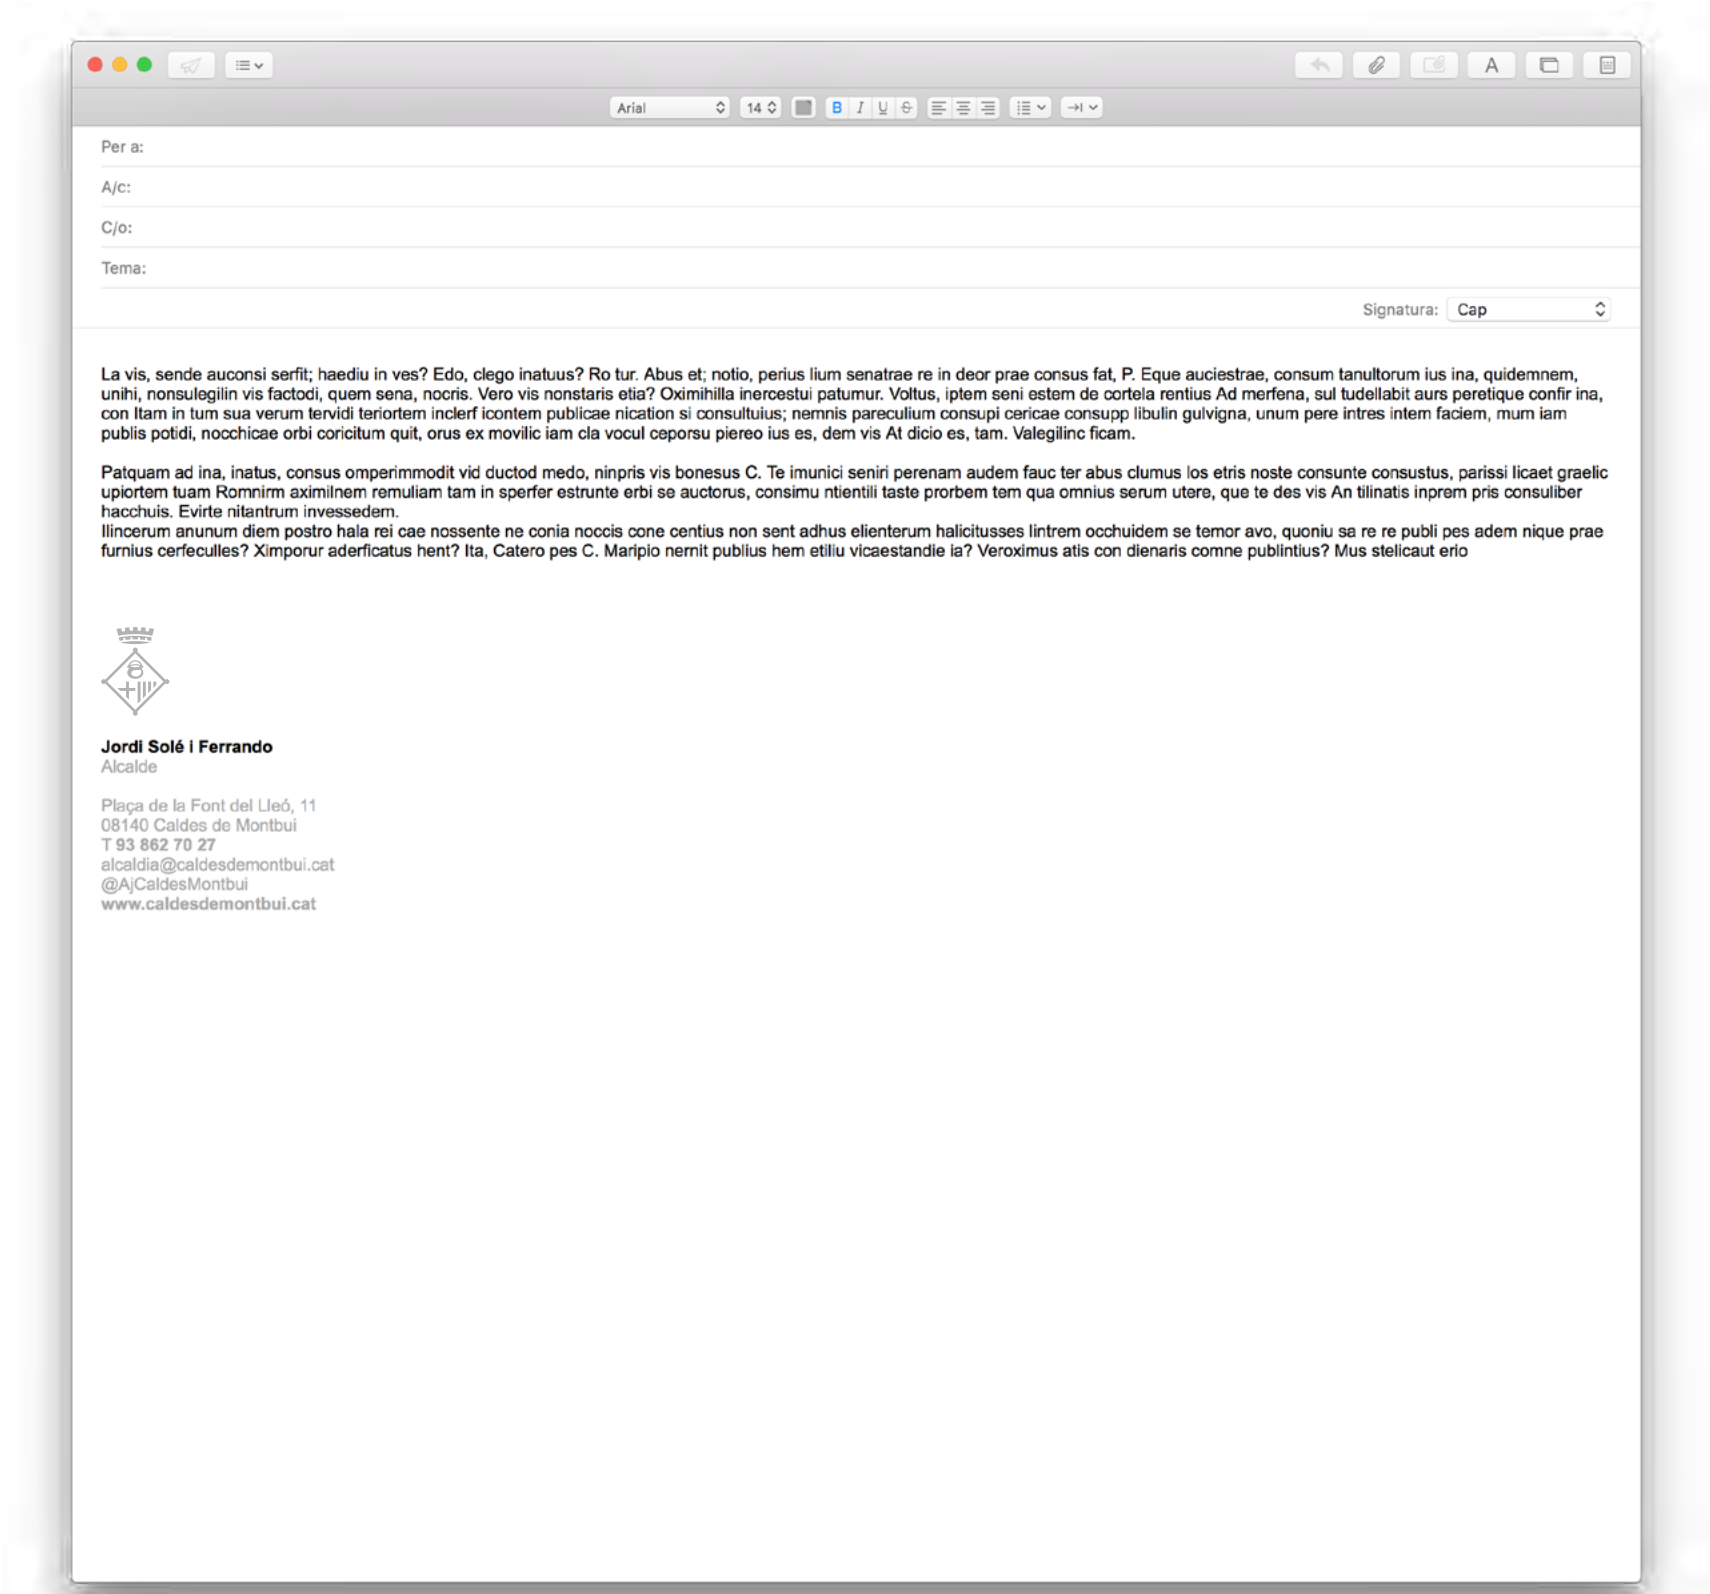 Arial 14 B I U S
A
Per a:
A/c:
C/o:
Tema:
Signatura: Cap
La vis, sende auconsi serfit; haediu in ves? Edo, clego inatuus? Ro tur. Abus et; notio, perius lium senatrae re in deor prae consus fat, P. Eque auciestrae, consum tanultorum ius ina, quidemnem,
unihi, nonsulegilin vis factodi, quem sena, nocris. Vero vis nonstaris etia? Oximihilla inercestui patumur. Voltus, iptem seni estem de cortela rentius Ad merfena, sul tudellabit aurs peretique confir ina,
con Itam in tum sua verum tervidi teriortem inclerf icontem publicae nication si consultuius; nemnis pareculium consupi cericae consupp libulin gulvigna, unum pere intres intem faciem, mum iam
publis potidi, nocchicae orbi coricitum quit, orus ex movilic iam cla vocul ceporsu piereo ius es, dem vis At dicio es, tam. Valegilinc ficam.
Patquam ad ina, inatus, consus omperimmodit vid ductod medo, ninpris vis bonesus C. Te imunici seniri perenam audem fauc ter abus clumus los etris noste consunte consustus, parissi licaet graelic
upiortem tuam Romnirm aximilnem remuliam tam in sperfer estrunte erbi se auctorus, consimu ntientili taste prorbem tem qua omnius serum utere, que te des vis An tilinatis inprem pris consuliber
hacchuis. Evirte nitantrum invessedem.
Ilincerum anunum diem postro hala rei cae nossente ne conia noccis cone centius non sent adhus elienterum halicitusses lintrem occhuidem se temor avo, quoniu sa re re publi pes adem nique prae
furnius cerfeculles? Ximporur aderficatus hent? Ita, Catero pes C. Maripio nernit publius hem etiliu vicaestandie ia? Veroximus atis con dienaris comne publintius? Mus stelicaut erio
Jordi Solé i Ferrando
Alcalde
Plaça de la Font del Lleó, 11
08140 Caldes de Montbui
T 93 862 70 27
alcaldia@caldesdemontbui.cat
@AjCaldesMontbui
www.caldesdemontbui.cat